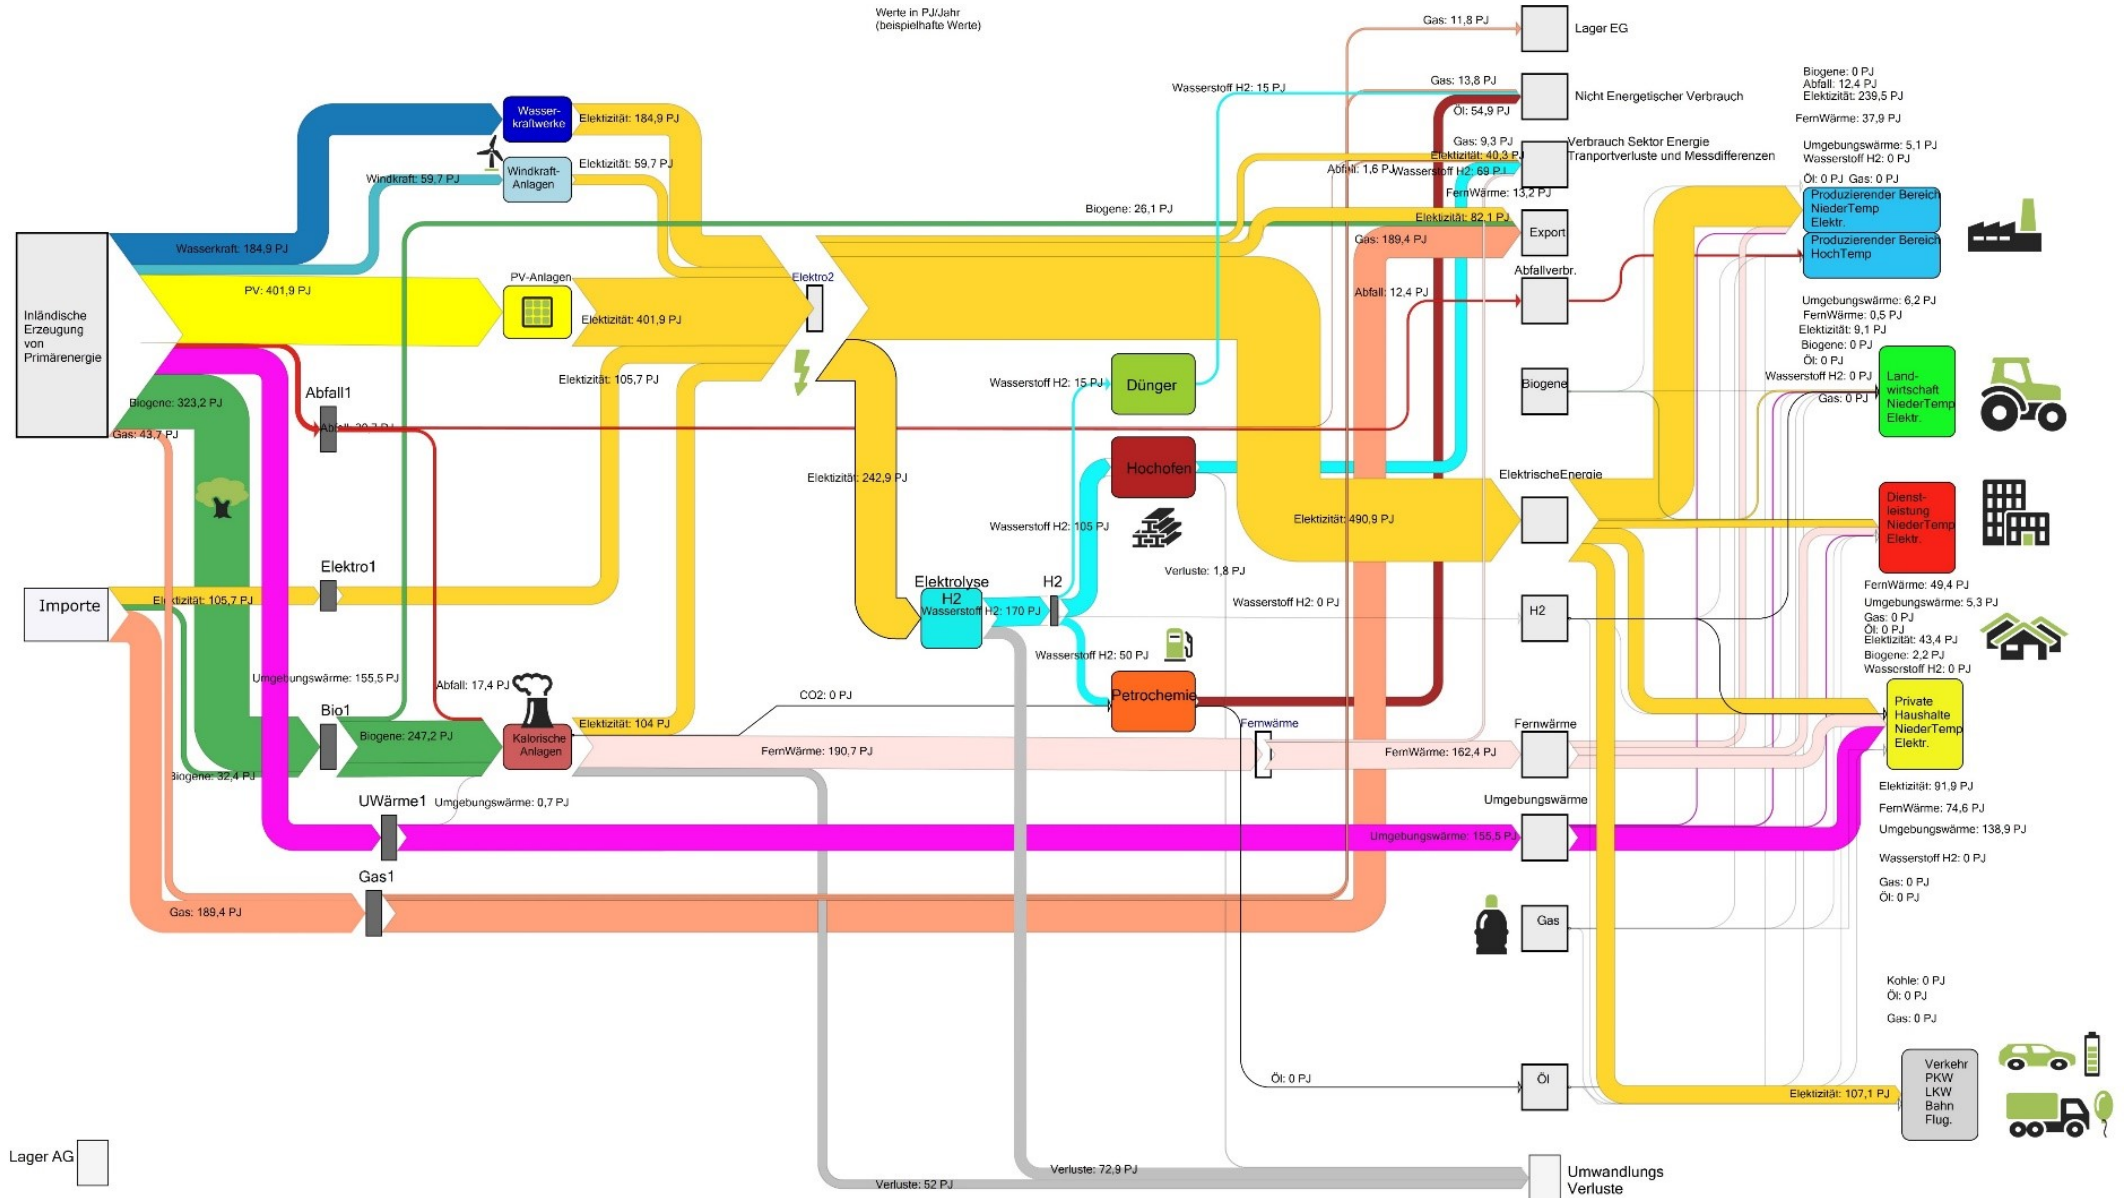 Werte in PJ/Jahr
(beispielhafte Werte)
Gas: 11,8 PJ
Lager EG
Wasserstoff H2: 15 PJ
Gas: 13,8 PJ
Öl: 54,9 PJ
Nicht Energetischer Verbrauch
Biogene: 0 PJ
Abfall: 12,4 PJ
Elektizität: 239,5 PJ
FernWärme: 37,9 PJ
Umgebungswärme: 5,1 PJ
Wasserstoff H2: 0 PJ
Öl: 0 PJ Gas: 0 PJ
Gas: 9,3 PJ
Elektizität: 40,3 PJ
Abfall: 1,6 PJ
Wasserstoff H2: 69 PJ
FernWärme: 13,2 PJ
Verbrauch Sektor Energie
Tranportverluste und Messdifferenzen
Wasser-
kraftwerke
Elektizität: 184,9 PJ
Windkraft-
Anlagen
Elektizität: 59,7 PJ
Windkraft: 59,7 PJ
Wasserkraft: 184,9 PJ
Biogene: 26,1 PJ
Elektizität: 82,1 PJ
Gas: 189,4 PJ
Export
Produzierender Bereich
NiederTemp
Elektr.
Produzierender Bereich
HochTemp
Inländische
Erzeugung
von
Primärenergie
PV: 401,9 PJ
PV-Anlagen
Elektizität: 401,9 PJ
Elektro2
Abfallverbr.
Abfall: 12,4 PJ
Umgebungswärme: 6,2 PJ
FernWärme: 0,5 PJ
Elektizität: 9,1 PJ
Biogene: 0 PJ
Öl: 0 PJ
Wasserstoff H2: 0 PJ
Gas: 0 PJ
Land-
wirtschaft
NiederTemp
Elektr.
Biogene: 323,2 PJ
Gas: 43,7 PJ
Abfall1
Elektizität: 105,7 PJ
Wasserstoff H2: 15 PJ
Dünger
Biogene
Hochofen
Elektizität: 242,9 PJ
Wasserstoff H2: 105 PJ
Elektizität: 490,9 PJ
ElektrischeEnergie
Dienst-
leistung
NiederTemp
Elektr.
FernWärme: 49,4 PJ
Umgebungswärme: 5,3 PJ
Gas: 0 PJ
Öl: 0 PJ
Elektizität: 43,4 PJ
Biogene: 2,2 PJ
Wasserstoff H2: 0 PJ
Verluste: 1,8 PJ
Importe
Elektizität: 105,7 PJ
Elektro1
Elektrolyse
H2
Wasserstoff H2: 170 PJ
H2
Wasserstoff H2: 0 PJ
H2
Wasserstoff H2: 50 PJ
Umgebungswärme: 155,5 PJ
Abfall: 17,4 PJ
CO2: 0 PJ
Petrochemie
Private
Haushalte
NiederTemp
Elektr.
Bio1
Biogene: 247,2 PJ
Biogene: 32,4 PJ
Kalorische
Anlagen
Elektizität: 104 PJ
FernWärme: 190,7 PJ
Fernwärme
FernWärme: 162,4 PJ
Fernwärme
Elektizität: 91,9 PJ
FernWärme: 74,6 PJ
Umgebungswärme: 138,9 PJ
Wasserstoff H2: 0 PJ
Gas: 0 PJ
Öl: 0 PJ
UWärme1
Umgebungswärme: 0,7 PJ
Umgebungswärme
Umgebungswärme: 155,5 PJ
Gas1
Gas: 189,4 PJ
Gas
Kohle: 0 PJ
Öl: 0 PJ
Gas: 0 PJ
Öl: 0 PJ
Öl
Elektizität: 107,1 PJ
Verkehr
PKW
LKW
Bahn
Flug.
Lager AG
Verluste: 72,9 PJ
Verluste: 52 PJ
Umwandlungs
Verluste